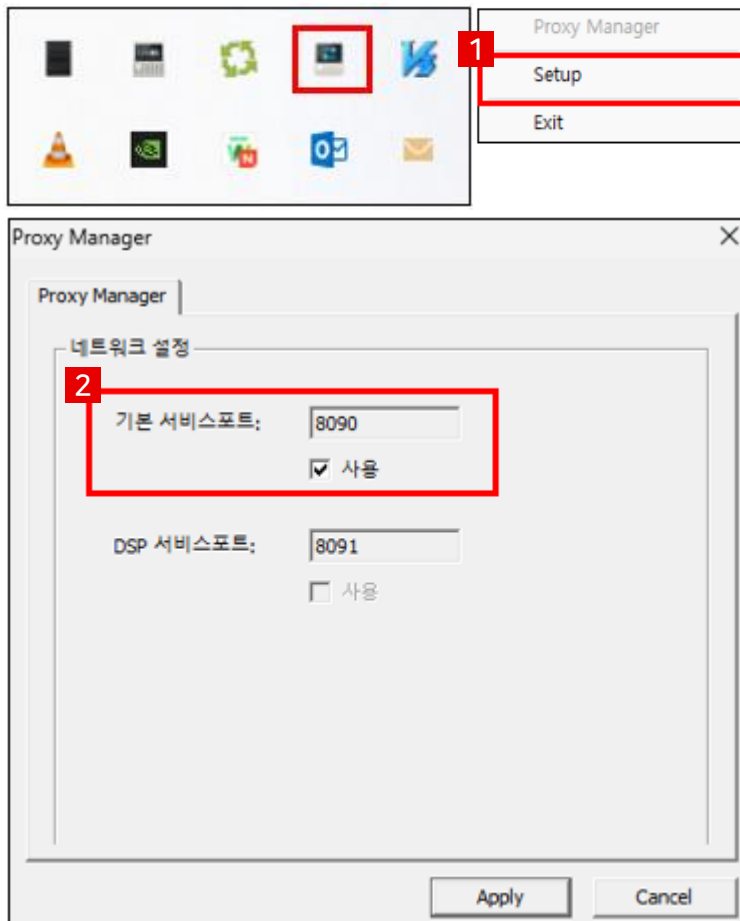 Proxy Manager
1
Setup
Exit
Proxy Manager
Proxy Manager
네트워크 설정
2
기본 서비스포트:
8090
사용
DSP 서비스포트:
8091
사용
Apply
Cancel